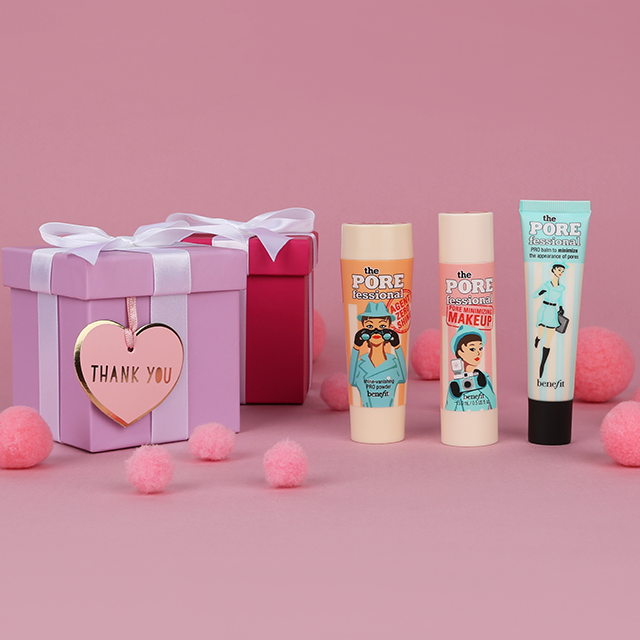 THANK YOU
the
PORE
fessional
AGENT
ZERO
SHINE
shine-vanishing
PRO powder
benefit
the
PORE
fessional
PORE MINIMIZING
MAKEUP
benefit
the
PORE
fessional
PRO balm to minimize
the appearance of pores
benefit